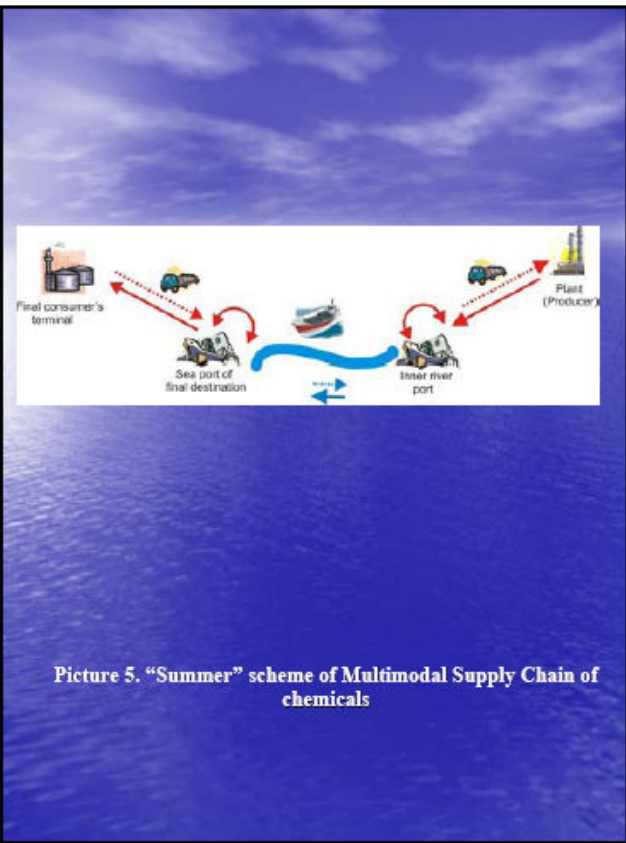 Final consumer's
terminal
Plant
(Producer)
Sea port of
final destination
Inner river
port
Picture 5. “Summer” scheme of Multimodal Supply Chain of
chemicals